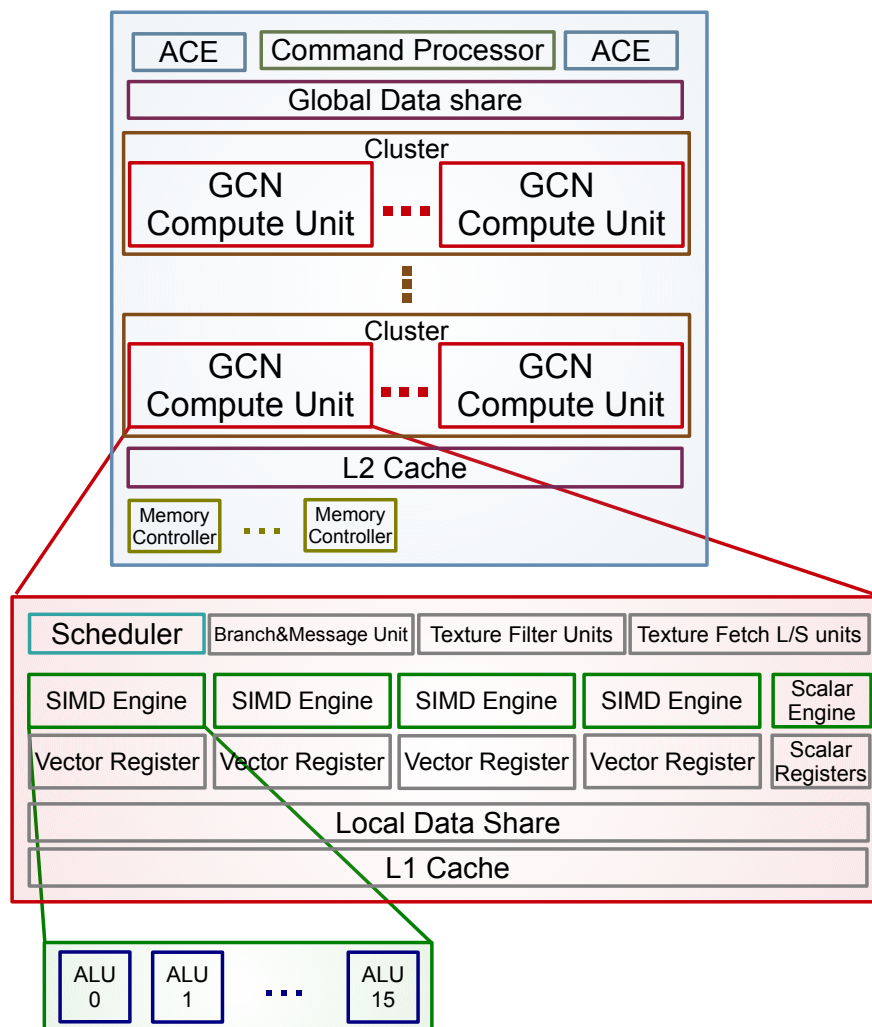 ACE
Command Processor
ACE
Global Data share
Cluster
GCN
Compute Unit
GCN
Compute Unit
Cluster
GCN
Compute Unit
GCN
Compute Unit
L2 Cache
Memory
Controller
Memory
Controller
Scheduler
Branch&Message Unit
Texture Filter Units
Texture Fetch L/S units
SIMD Engine
SIMD Engine
SIMD Engine
SIMD Engine
Scalar
Engine
Vector Register
Vector Register
Vector Register
Vector Register
Scalar
Registers
Local Data Share
L1 Cache
ALU
0
ALU
1
ALU
15